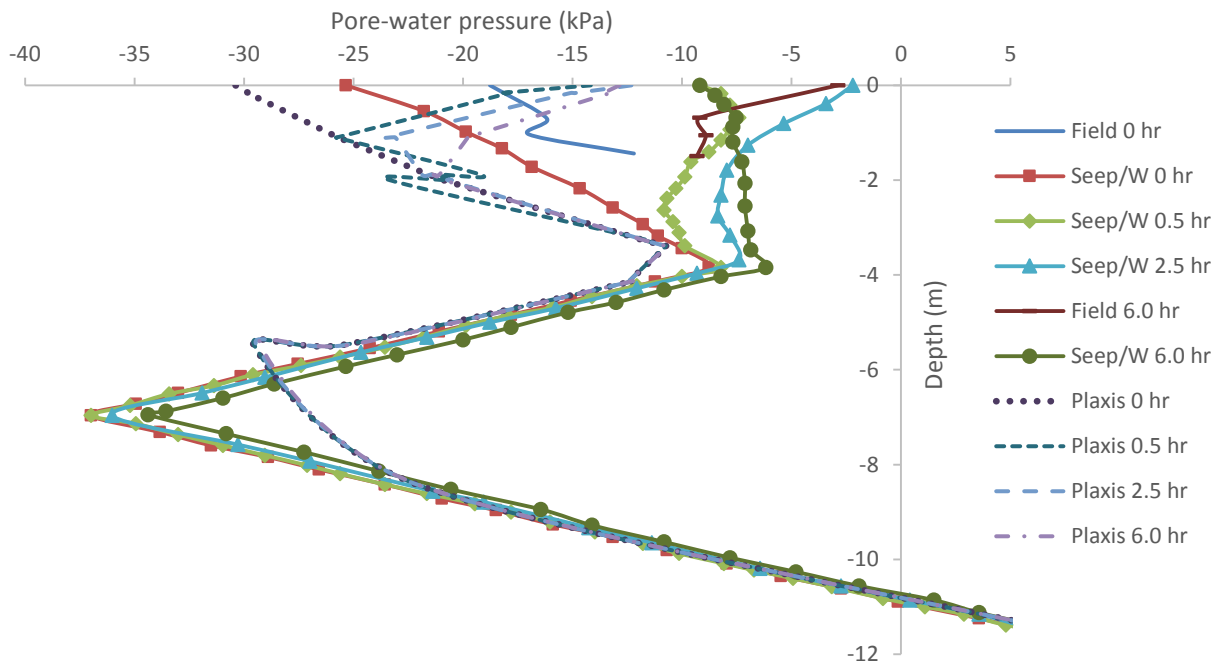 Pore-water pressure (kPa)
-40 -35 -30 -25 -20 -15 -10 -5 0 5
0
-2
-4
-6
-8
-10
-12
Depth (m)
Field 0 hr
Seep/W 0 hr
Seep/W 0.5 hr
Seep/W 2.5 hr
Field 6.0 hr
Seep/W 6.0 hr
Plaxis 0 hr
Plaxis 0.5 hr
Plaxis 2.5 hr
Plaxis 6.0 hr